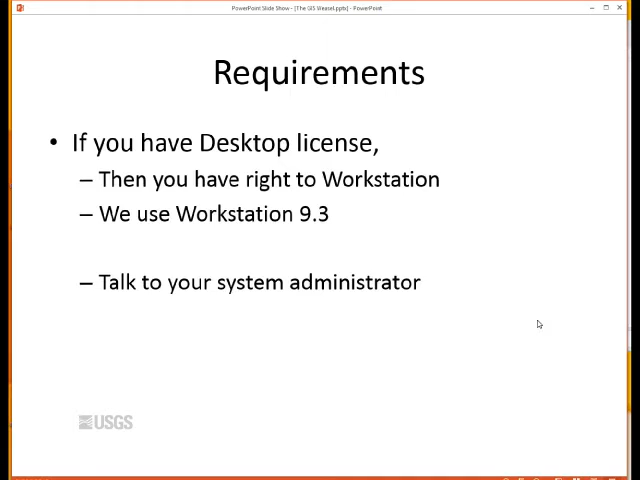 PowerPoint Slide Show - [The GIS Weasel.pptx] - PowerPoint
Requirements
• If you have Desktop license,
– Then you have right to Workstation
– We use Workstation 9.3
– Talk to your system administrator
USGS